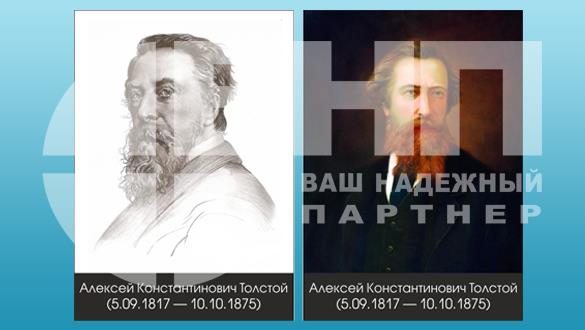 НП
ВАШ НАДЕЖНЫЙ
ПАРТНЕР
Алексей Константинович Толстой
(5.09.1817 — 10.10.1875)
Алексей Константинович Толстой
(5.09.1817 — 10.10.1875)